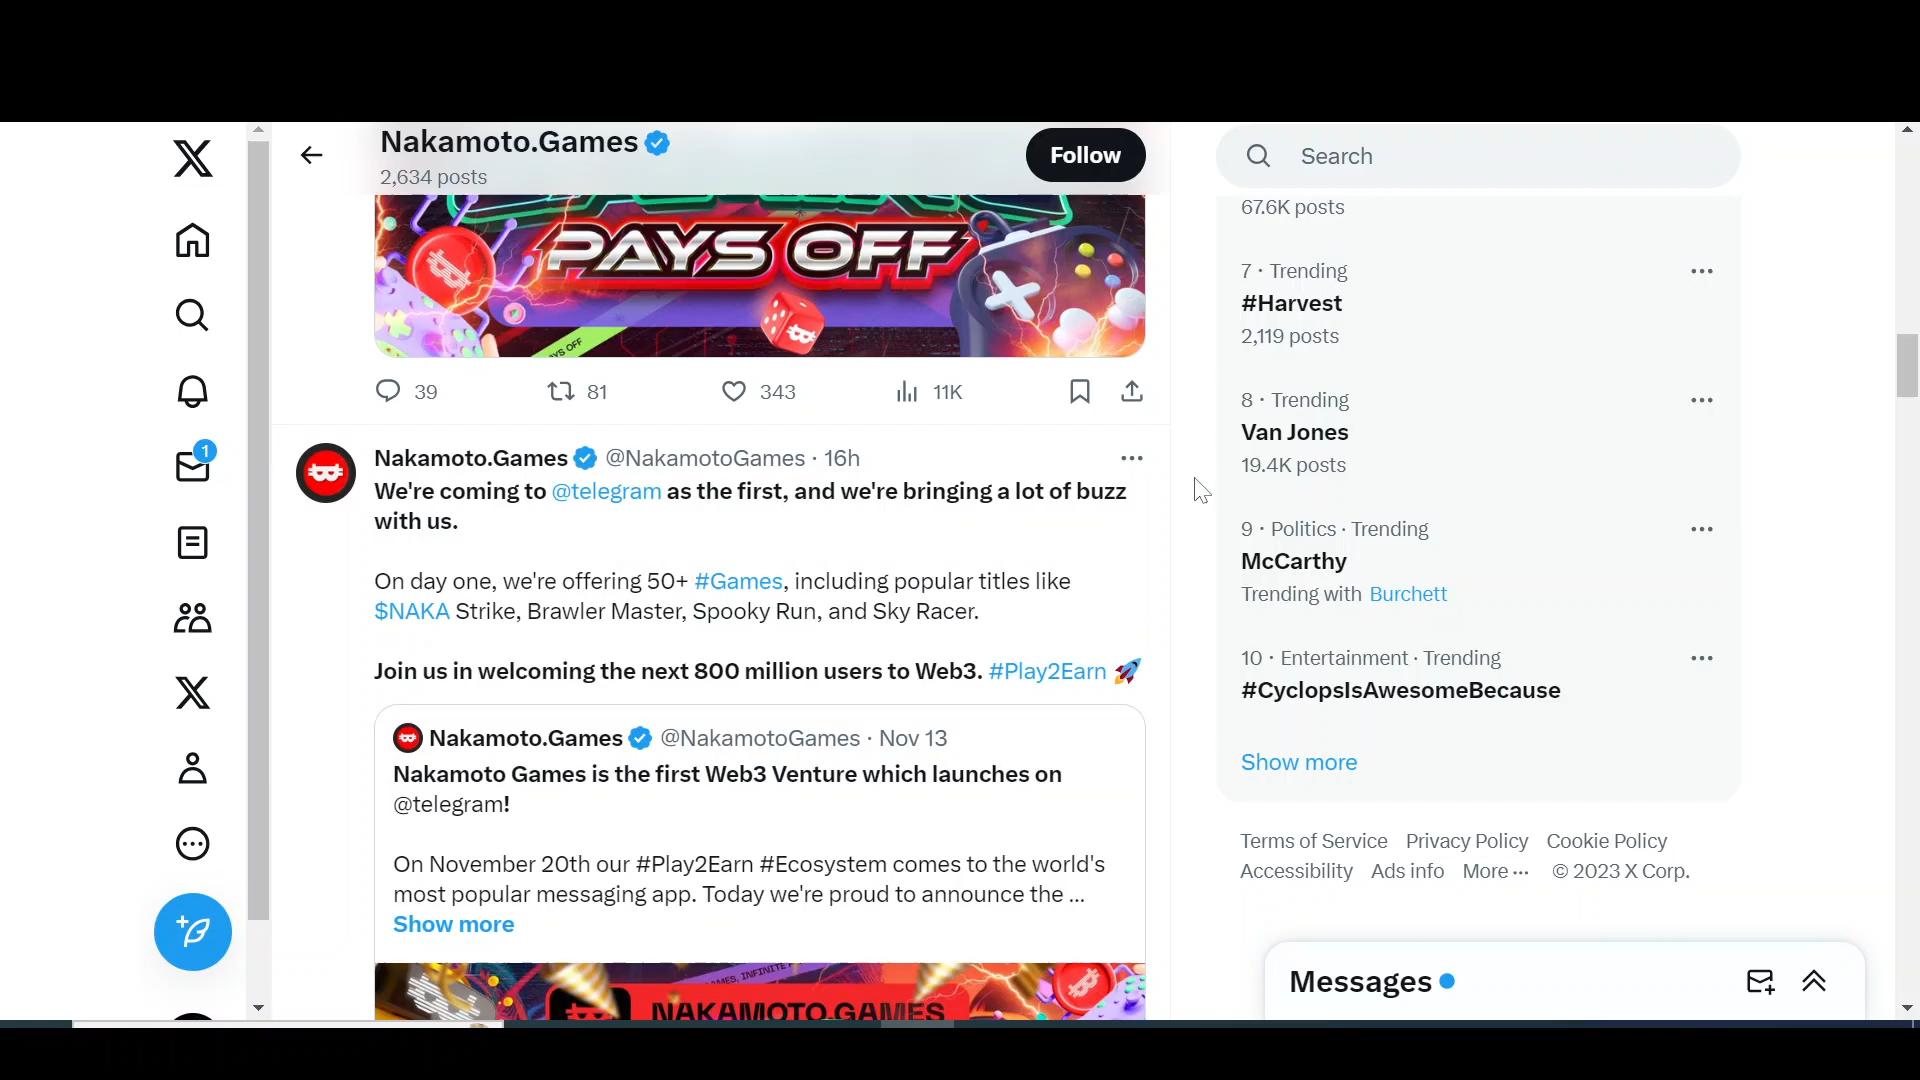 Nakamoto.Games
2,634 posts
Follow
Search
PAYS OFF
PAYS OFF
39
81
343
11K
Nakamoto.Games @NakamotoGames · 16h
We're coming to @telegram as the first, and we're bringing a lot of buzz
with us.
On day one, we're offering 50+ #Games, including popular titles like
$NAKA Strike, Brawler Master, Spooky Run, and Sky Racer.
Join us in welcoming the next 800 million users to Web3. #Play2Earn 🚀
Nakamoto.Games @NakamotoGames · Nov 13
Nakamoto Games is the first Web3 Venture which launches on
@telegram!
On November 20th our #Play2Earn #Ecosystem comes to the world's
most popular messaging app. Today we're proud to announce the ...
Show more
NAKAMOTO.GAMES
1
67.6K posts
7 · Trending
#Harvest
2,119 posts
8 · Trending
Van Jones
19.4K posts
9 · Politics · Trending
McCarthy
Trending with Burchett
10 · Entertainment · Trending
#CyclopsIsAwesomeBecause
Show more
Terms of Service Privacy Policy Cookie Policy
Accessibility Ads info More ··· © 2023 X Corp.
Messages